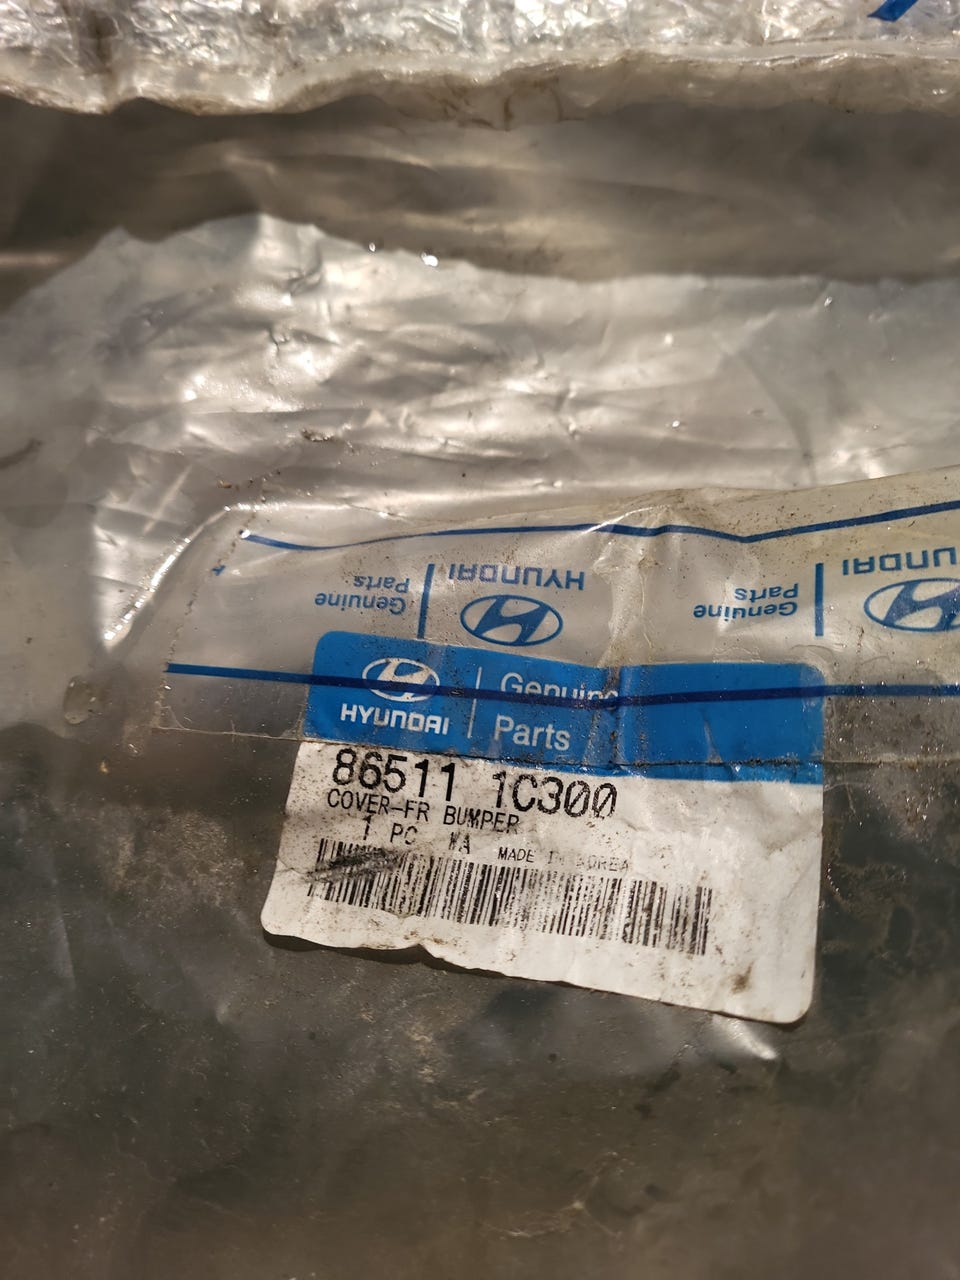 HYUNDAI
Genuine
Parts
HYUNDAI
Genuine
Parts
HYUNDAI
Genuine
Parts
86511 1C300
COVER-FR BUMPER
1 PC MADE IN KOREA